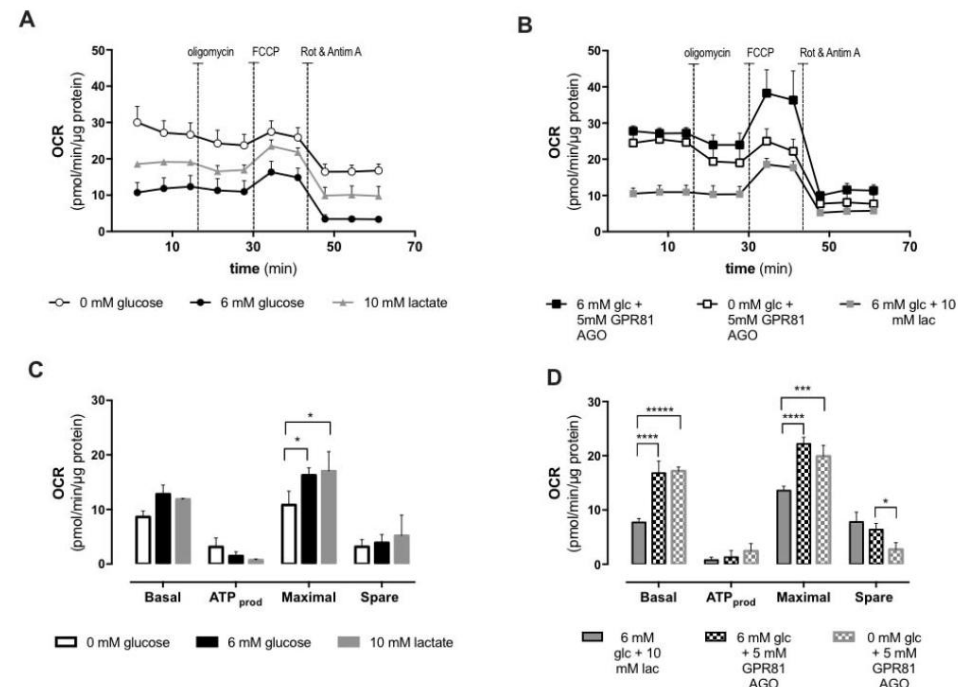 A
oligomycin FCCP Rot & Antim A
50
40
30
20
10
0
OCR
(pmol/min/µg protein)
10 30 50 70
time (min)
0 mM glucose 6 mM glucose 10 mM lactate
B
oligomycin FCCP Rot & Antim A
50
40
30
20
10
0
OCR
(pmol/min/µg protein)
10 30 50 70
time (min)
6 mM glc +
5mM GPR81
AGO
0 mM glc +
5mM GPR81
AGO
6 mM glc + 10
mM lac
C
30
20
10
0
OCR
(pmol/min/µg protein)
*
*
Basal ATP prod Maximal Spare
0 mM glucose 6 mM glucose 10 mM lactate
D
30
20
10
0
OCR
(pmol/min/µg protein)
*****
****
***
****
*
Basal ATP prod Maximal Spare
6 mM
glc + 10
mM lac
6 mM glc
+ 5 mM
GPR81
AGO
0 mM glc
+ 5 mM
GPR81
AGO